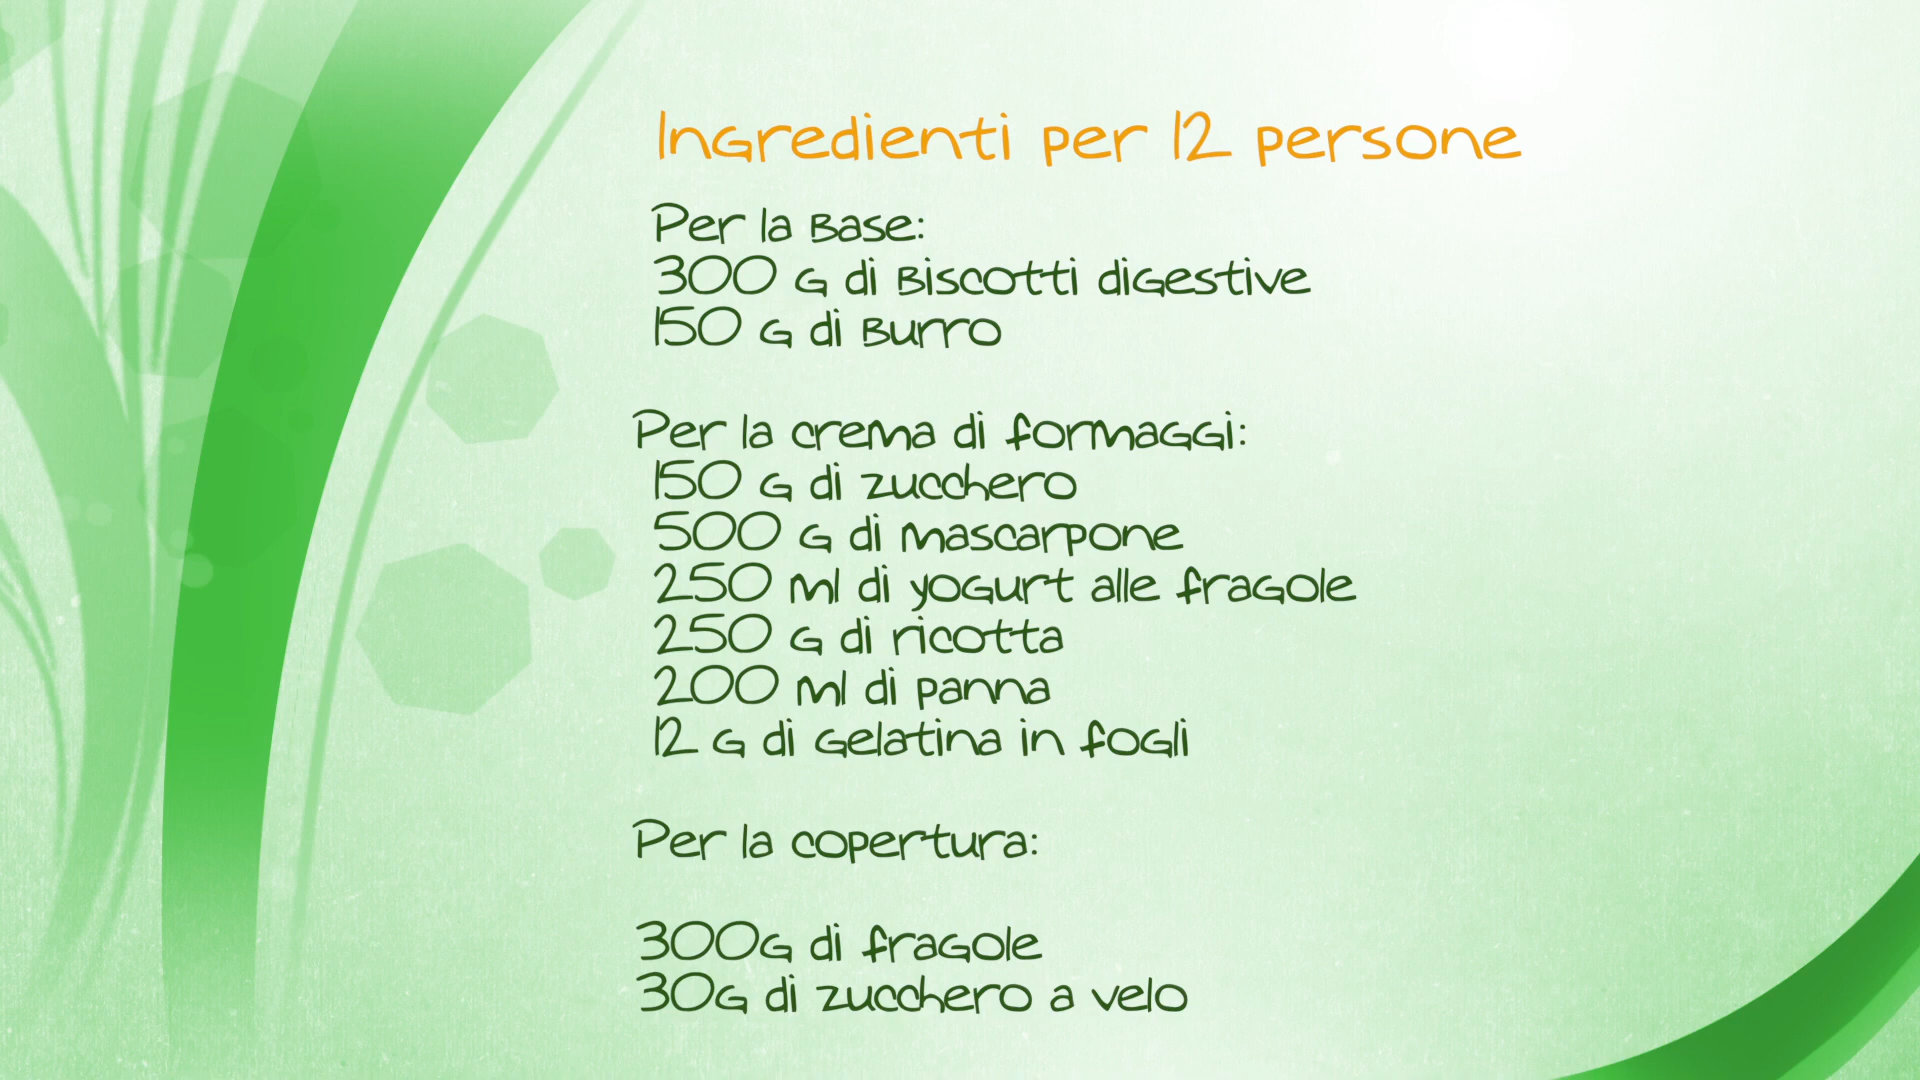 Ingredienti per 12 persone
Per la base:
300 g di biscotti digestive
150 g di burro
Per la crema di formaggi:
150 g di zucchero
500 g di mascarpone
250 ml di yogurt alle fragole
250 g di ricotta
200 ml di panna
12 g di gelatina in fogli
Per la copertura:
300g di fragole
30g di zucchero a velo